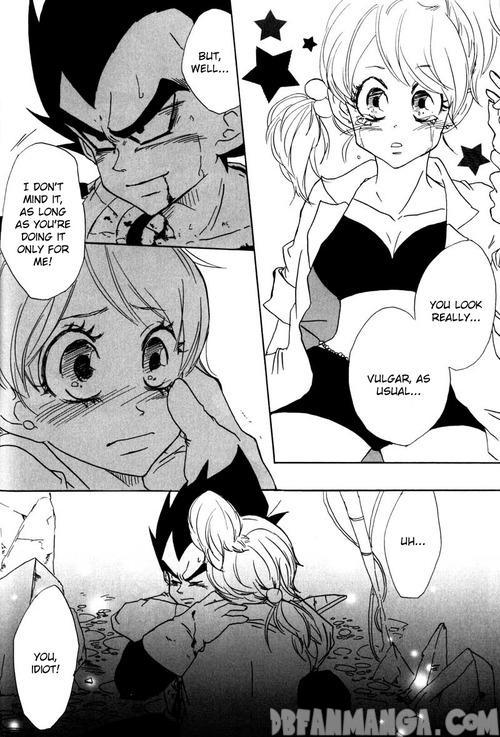 YOU LOOK
REALLY...
VULGAR, AS
USUAL...
BUT,
WELL...
I DON'T
MIND IT,
AS LONG
AS YOU'RE
DOING IT
ONLY FOR
ME!
UH...
YOU,
IDIOT!
DBFANMANGA.COM